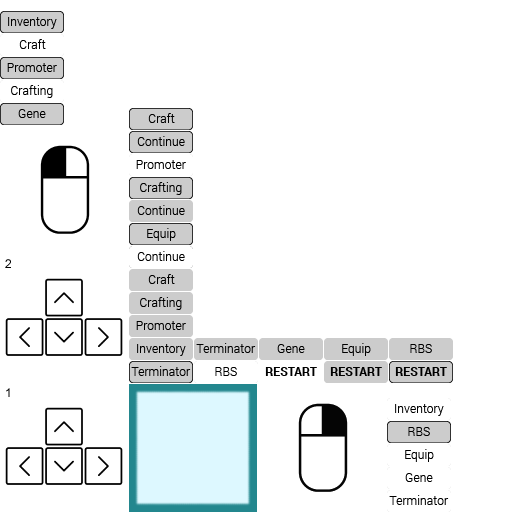 Inventory
Craft
Promoter
Crafting
Gene
Craft
Continue
Promoter
Crafting
Continue
Equip
Continue
2
Craft
Crafting
Promoter
Inventory Terminator Gene Equip RBS
Terminator RBS RESTART RESTART RESTART
1
Inventory
RBS
Equip
Gene
Terminator